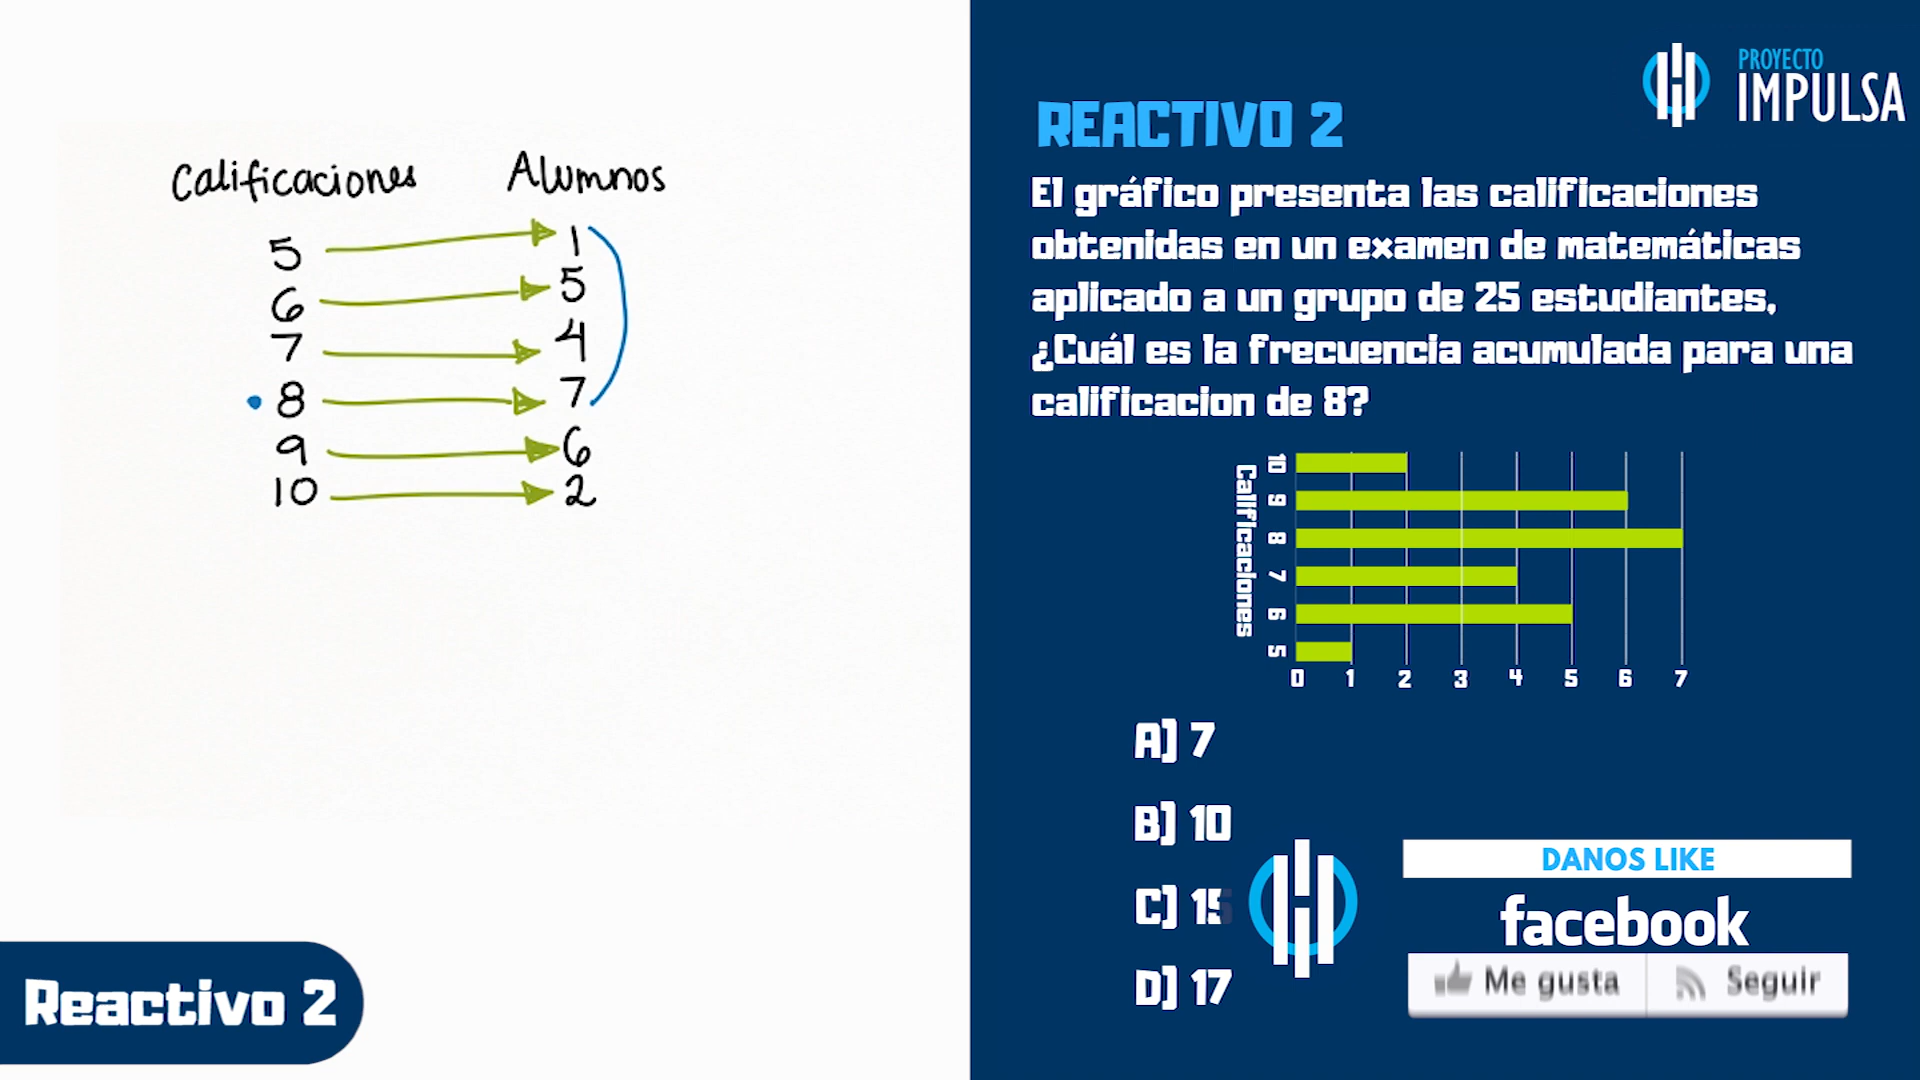 Calificaciones Alumnos
5 1
6 5
7 4
8 7
9 6
10 2
Reactivo 2
PROYECTO
IMPULSA
REACTIVO 2
El gráfico presenta las calificaciones
obtenidas en un examen de matemáticas
aplicado a un grupo de 25 estudiantes,
¿Cuál es la frecuencia acumulada para una
calificacion de 8?
Calificaciones
10
9
8
7
6
5
0 1 2 3 4 5 6 7
A) 7
B) 10
C) 15
D) 17
DANOS LIKE
facebook
Me gusta Seguir